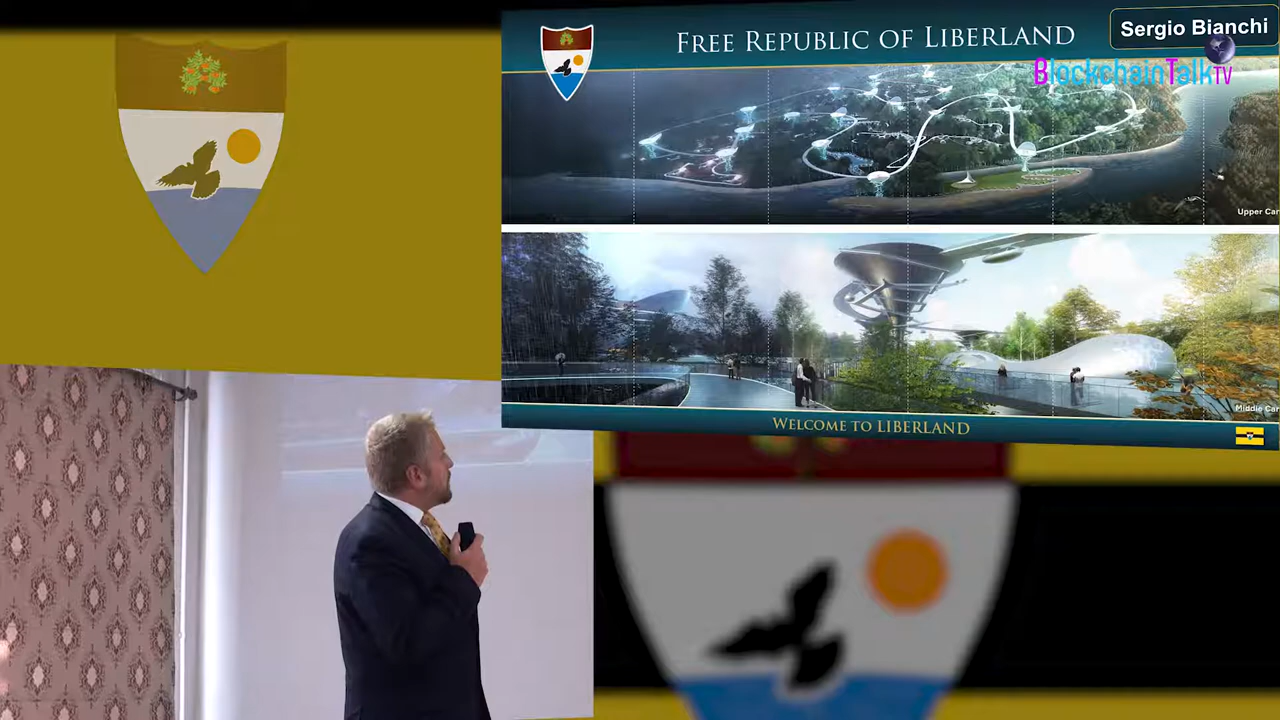 FREE REPUBLIC OF LIBERLAND
Sergio Bianchi
BlockchainTalkTV
Upper Car
Middle Car
WELCOME TO LIBERLAND